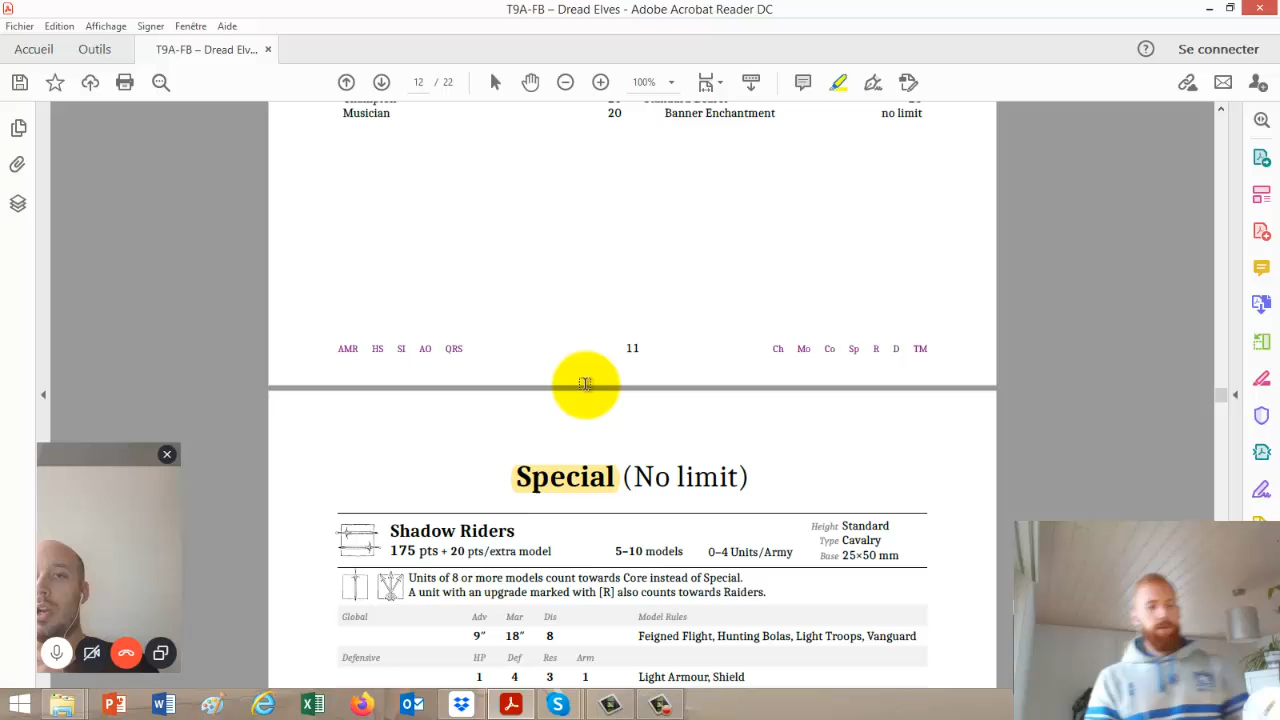 T9A-FB – Dread Elves - Adobe Acrobat Reader DC
Fichier Edition Affichage Signer Fenêtre Aide
Accueil Outils T9A-FB – Dread Elv... × Se connecter
12 / 22 100%
Musician 20 Banner Enchantment no limit
AMR HS SI AO QRS 11 Ch Mo Co Sp R D TM
Special (No limit)
Shadow Riders
175 pts + 20 pts/extra model 5–10 models 0–4 Units/Army
Height Standard
Type Cavalry
Base 25×50 mm
Units of 8 or more models count towards Core instead of Special.
A unit with an upgrade marked with [R] also counts towards Raiders.
Global Adv Mar Dis Model Rules
9″ 18″ 8 Feigned Flight, Hunting Bolas, Light Troops, Vanguard
Defensive HP Def Res Arm
1 4 3 1 Light Armour, Shield